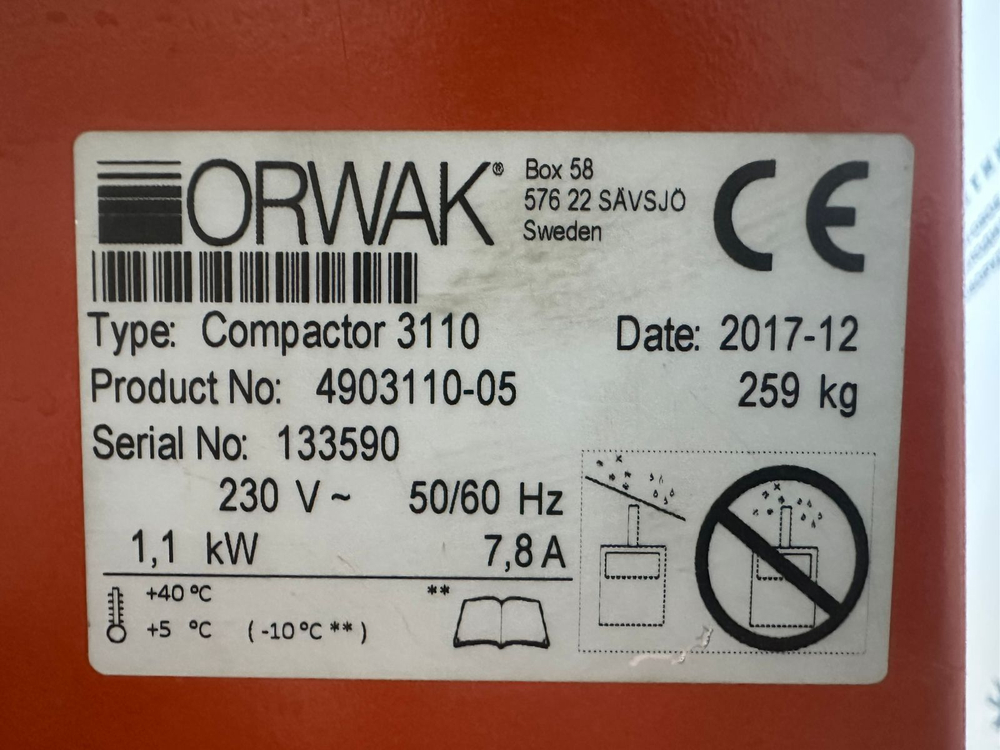 ORWAK®
Box 58
576 22 SÄVSJÖ
Sweden
CE
Type: Compactor 3110
Date: 2017-12
Product No: 4903110-05
259 kg
Serial No: 133590
230 V~ 50/60 Hz
1,1 kW 7,8 A
+40 °C
+5 °C (-10°C **)
**